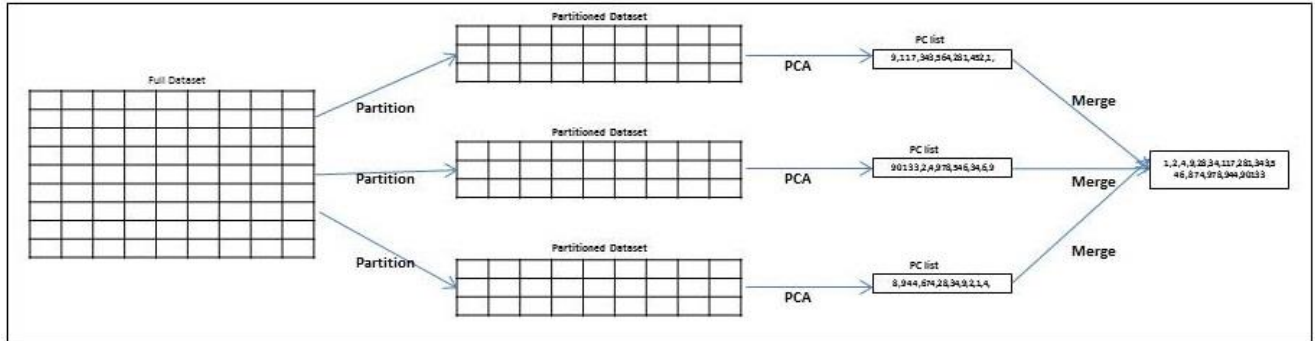 Partitioned Dataset
PC list
PCA
9,117,343,564,281,452,1,
Full Dataset
Partition
Merge
Partitioned Dataset
PC list
90133,2,4,978,546,34,6,9
1,2,4,9,28,34,117,281,343,5
46,874,978,944,90133
Partition
PCA
Merge
Partitioned Dataset
Merge
Partition
PC list
8,944,874,28,34,9,2,1,4,
PCA